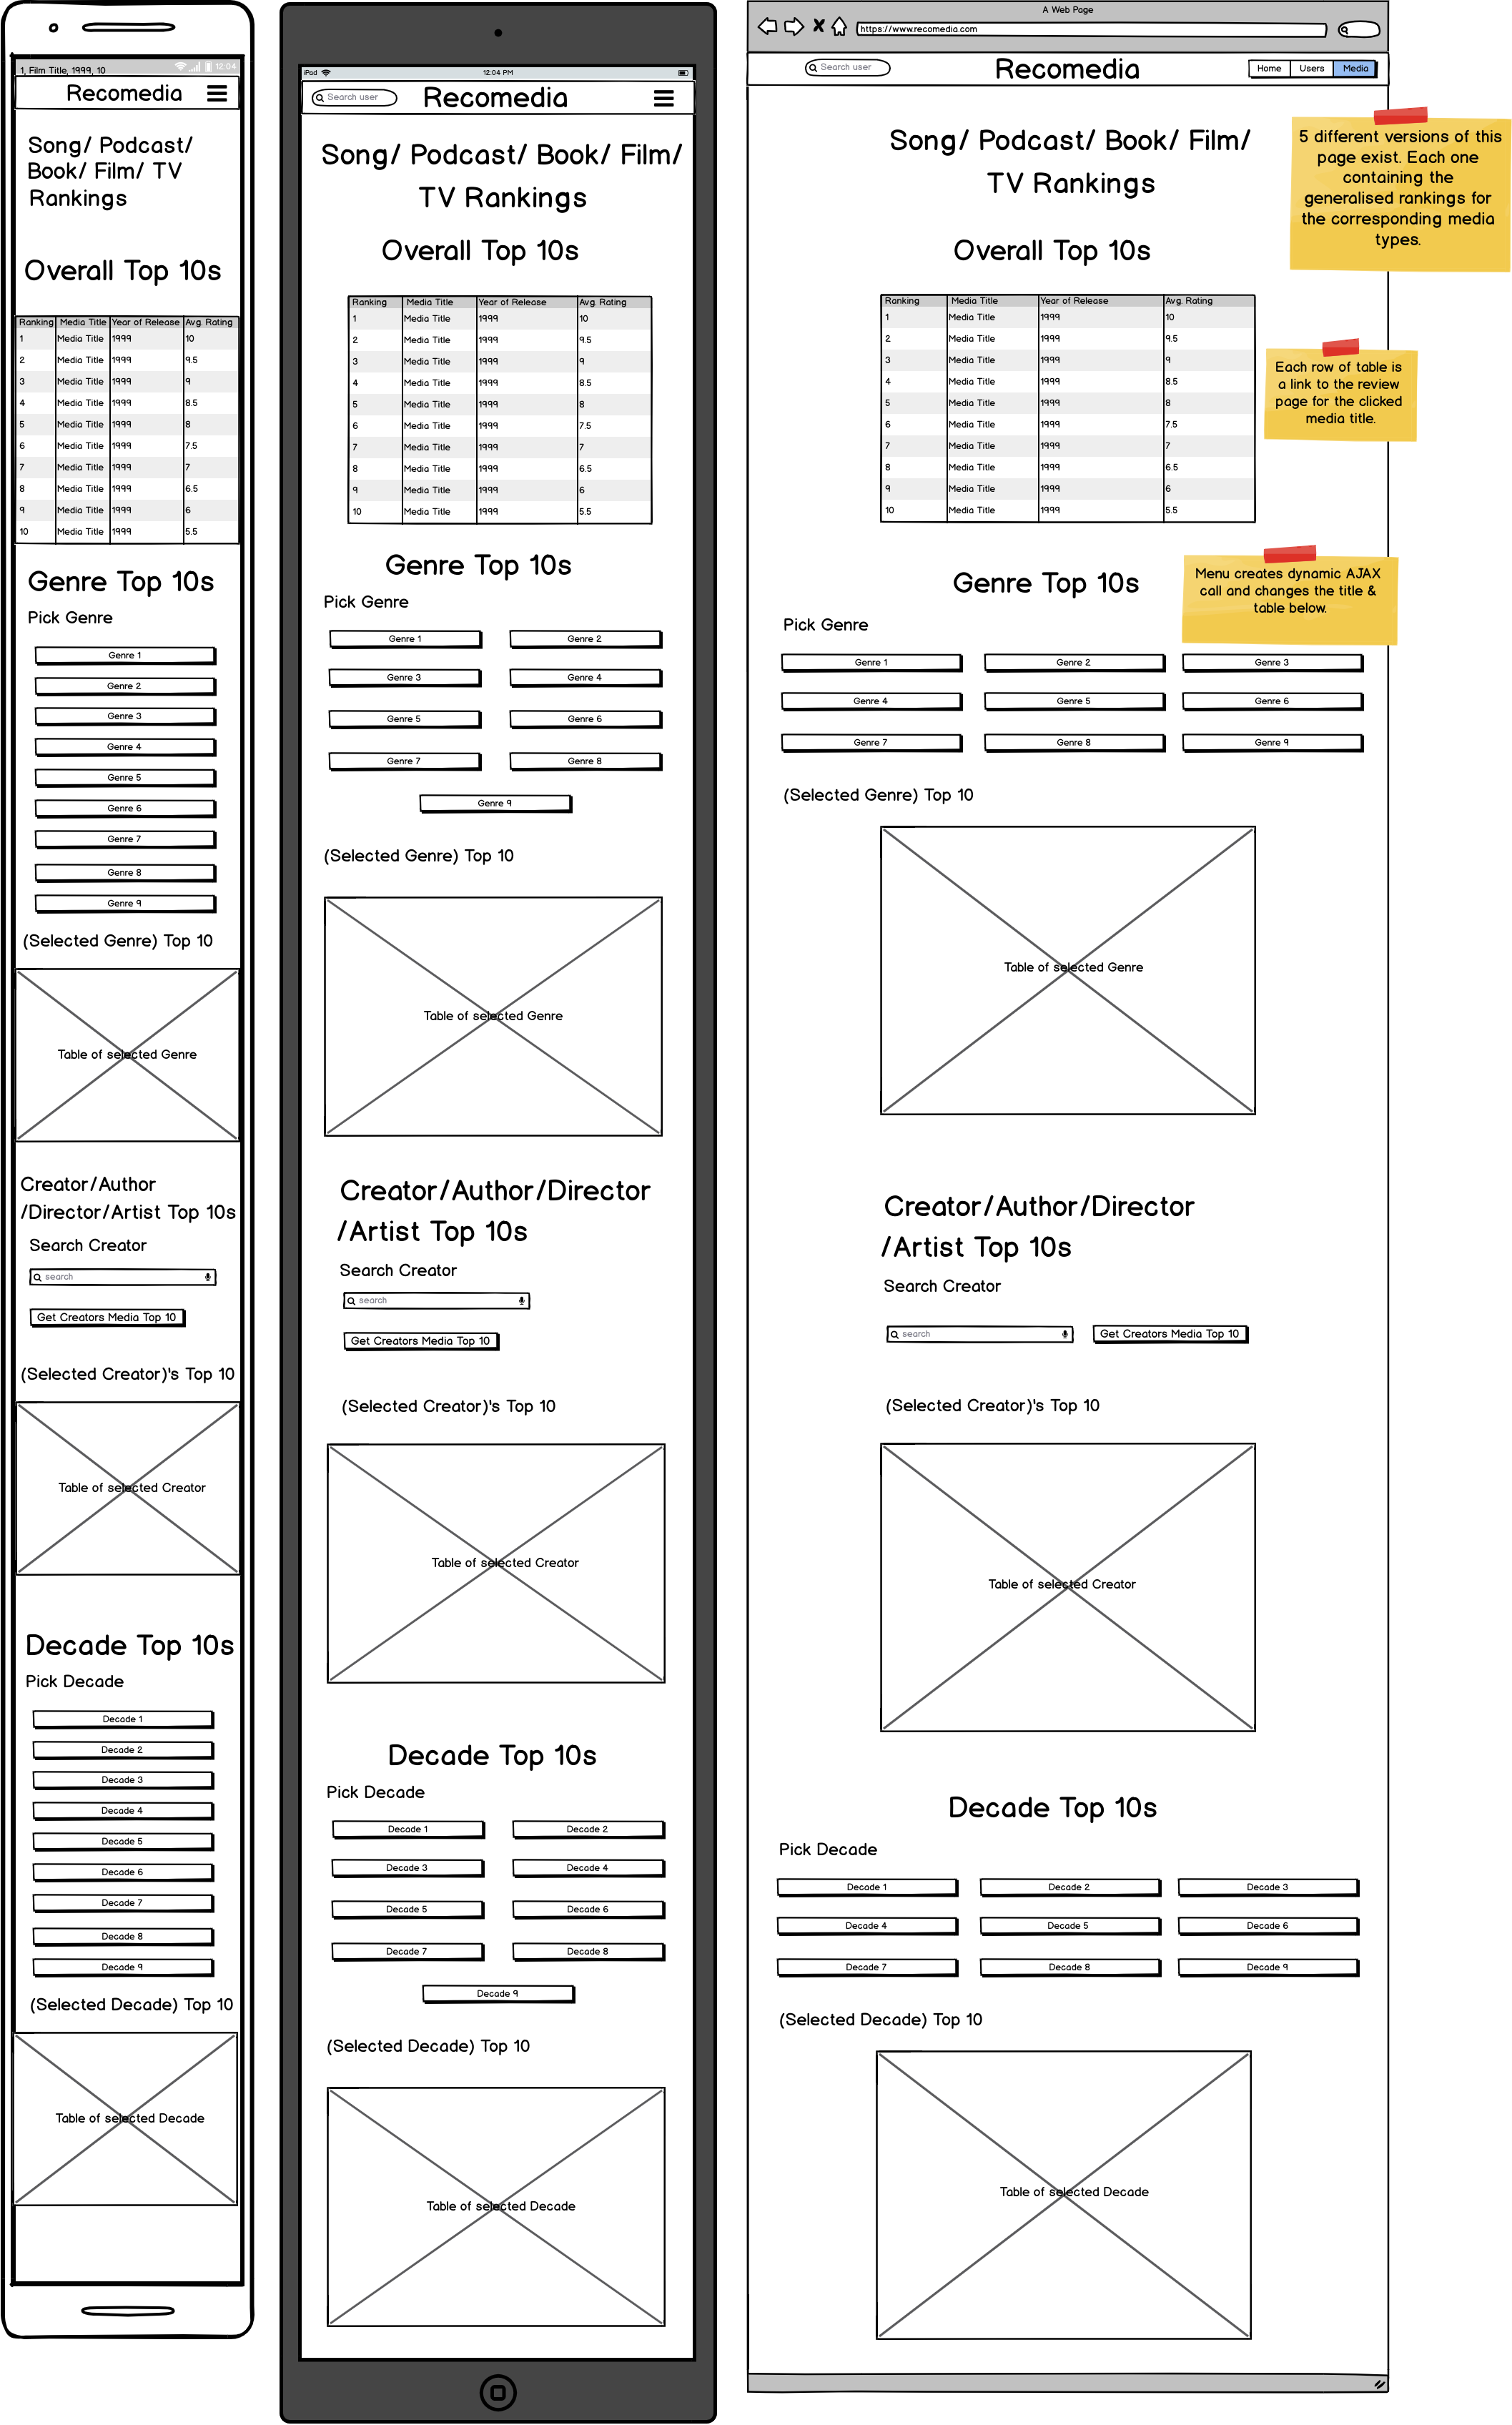 1, Film Title, 1999, 10
12:04
Recomedia
Song/ Podcast/
Book/ Film/ TV
Rankings
Overall Top 10s
Ranking Media Title Year of Release Avg. Rating
1 Media Title 1999 10
2 Media Title 1999 9.5
3 Media Title 1999 9
4 Media Title 1999 8.5
5 Media Title 1999 8
6 Media Title 1999 7.5
7 Media Title 1999 7
8 Media Title 1999 6.5
9 Media Title 1999 6
10 Media Title 1999 5.5
Genre Top 10s
Pick Genre
Genre 1
Genre 2
Genre 3
Genre 4
Genre 5
Genre 6
Genre 7
Genre 8
Genre 9
(Selected Genre) Top 10
Table of selected Genre
Creator/Author
/Director/Artist Top 10s
Search Creator
search
Get Creators Media Top 10
(Selected Creator)'s Top 10
Table of selected Creator
Decade Top 10s
Pick Decade
Decade 1
Decade 2
Decade 3
Decade 4
Decade 5
Decade 6
Decade 7
Decade 8
Decade 9
(Selected Decade) Top 10
Table of selected Decade
iPad 12:04 PM
Search user Recomedia
Song/ Podcast/ Book/ Film/
TV Rankings
Overall Top 10s
Ranking Media Title Year of Release Avg. Rating
1 Media Title 1999 10
2 Media Title 1999 9.5
3 Media Title 1999 9
4 Media Title 1999 8.5
5 Media Title 1999 8
6 Media Title 1999 7.5
7 Media Title 1999 7
8 Media Title 1999 6.5
9 Media Title 1999 6
10 Media Title 1999 5.5
Genre Top 10s
Pick Genre
Genre 1 Genre 2
Genre 3 Genre 4
Genre 5 Genre 6
Genre 7 Genre 8
Genre 9
(Selected Genre) Top 10
Table of selected Genre
Creator/Author/Director
/Artist Top 10s
Search Creator
search
Get Creators Media Top 10
(Selected Creator)'s Top 10
Table of selected Creator
Decade Top 10s
Pick Decade
Decade 1 Decade 2
Decade 3 Decade 4
Decade 5 Decade 6
Decade 7 Decade 8
Decade 9
(Selected Decade) Top 10
Table of selected Decade
A Web Page
https://www.recomedia.com
Search user Recomedia Home Users Media
Song/ Podcast/ Book/ Film/
TV Rankings
Overall Top 10s
Ranking Media Title Year of Release Avg. Rating
1 Media Title 1999 10
2 Media Title 1999 9.5
3 Media Title 1999 9
4 Media Title 1999 8.5
5 Media Title 1999 8
6 Media Title 1999 7.5
7 Media Title 1999 7
8 Media Title 1999 6.5
9 Media Title 1999 6
10 Media Title 1999 5.5
Genre Top 10s
Pick Genre
Genre 1 Genre 2 Genre 3
Genre 4 Genre 5 Genre 6
Genre 7 Genre 8 Genre 9
(Selected Genre) Top 10
Table of selected Genre
Creator/Author/Director
/Artist Top 10s
Search Creator
search Get Creators Media Top 10
(Selected Creator)'s Top 10
Table of selected Creator
Decade Top 10s
Pick Decade
Decade 1 Decade 2 Decade 3
Decade 4 Decade 5 Decade 6
Decade 7 Decade 8 Decade 9
(Selected Decade) Top 10
Table of selected Decade
5 different versions of this
page exist. Each one
containing the
generalised rankings for
the corresponding media
types.
Each row of table is
a link to the review
page for the clicked
media title.
Menu creates dynamic AJAX
call and changes the title &
table below.